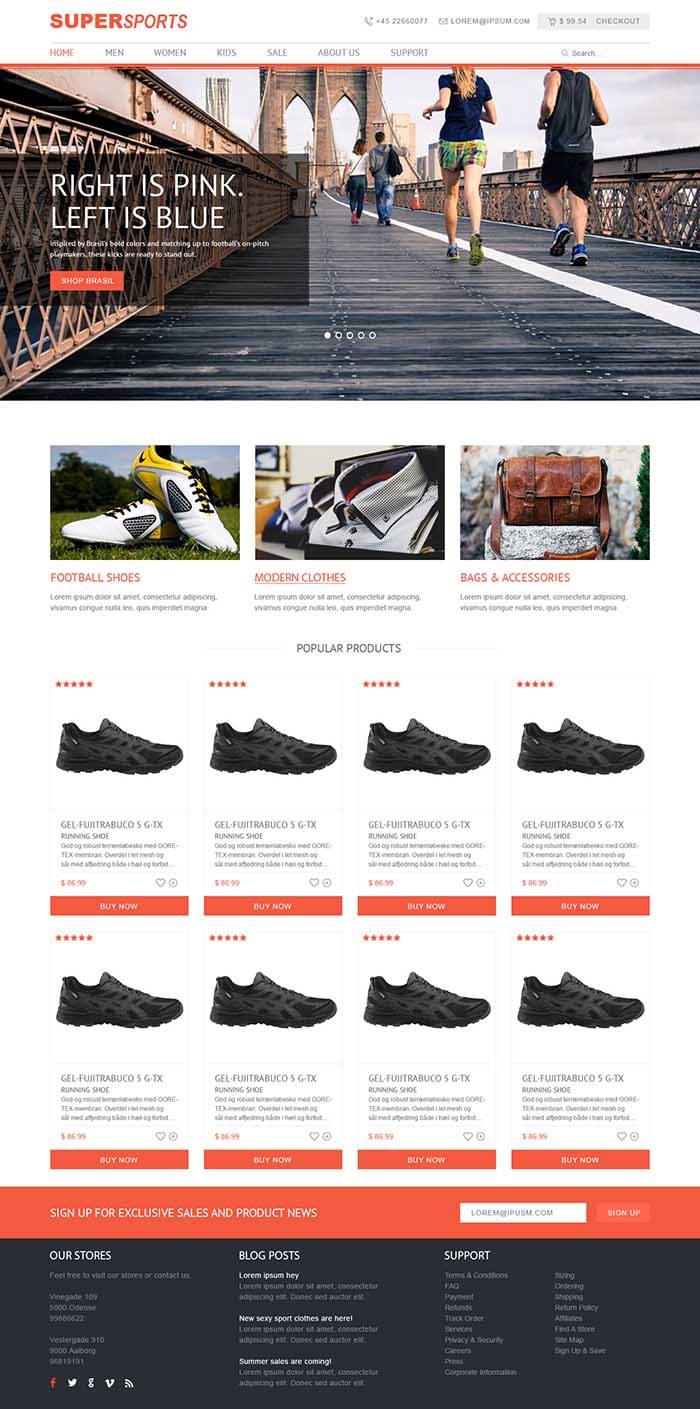 SUPERSPORTS
+45 22660077
LOREM@IPSUM.COM
$ 99.54 CHECKOUT
HOME MEN WOMEN KIDS SALE ABOUT US SUPPORT
Search...
RIGHT IS PINK.
LEFT IS BLUE
Inspired by Brasil's bold colors and matching up to football's on-pitch
playmakers, these kicks are ready to stand out.
SHOP BRASIL
FOOTBALL SHOES
Lorem ipsum dolor sit amet, consectetur adipiscing,
vivamus congue nulla leo, quis imperdiet magna
MODERN CLOTHES
Lorem ipsum dolor sit amet, consectetur adipiscing,
vivamus congue nulla leo, quis imperdiet magna
BAGS & ACCESSORIES
Lorem ipsum dolor sit amet, consectetur adipiscing,
vivamus congue nulla leo, quis imperdiet magna
POPULAR PRODUCTS
GEL-FUJITRABUCO 5 G-TX
RUNNING SHOE
God og robust terrænløbesko med GORE-
TEX-membran. Overdel i let mesh og
sål med affjedring både i hæl og forfod...
$ 86.99
BUY NOW
GEL-FUJITRABUCO 5 G-TX
RUNNING SHOE
God og robust terrænløbesko med GORE-
TEX-membran. Overdel i let mesh og
sål med affjedring både i hæl og forfod...
$ 86.99
BUY NOW
GEL-FUJITRABUCO 5 G-TX
RUNNING SHOE
God og robust terrænløbesko med GORE-
TEX-membran. Overdel i let mesh og
sål med affjedring både i hæl og forfod...
$ 86.99
BUY NOW
GEL-FUJITRABUCO 5 G-TX
RUNNING SHOE
God og robust terrænløbesko med GORE-
TEX-membran. Overdel i let mesh og
sål med affjedring både i hæl og forfod...
$ 86.99
BUY NOW
GEL-FUJITRABUCO 5 G-TX
RUNNING SHOE
God og robust terrænløbesko med GORE-
TEX-membran. Overdel i let mesh og
sål med affjedring både i hæl og forfod...
$ 86.99
BUY NOW
GEL-FUJITRABUCO 5 G-TX
RUNNING SHOE
God og robust terrænløbesko med GORE-
TEX-membran. Overdel i let mesh og
sål med affjedring både i hæl og forfod...
$ 86.99
BUY NOW
GEL-FUJITRABUCO 5 G-TX
RUNNING SHOE
God og robust terrænløbesko med GORE-
TEX-membran. Overdel i let mesh og
sål med affjedring både i hæl og forfod...
$ 86.99
BUY NOW
GEL-FUJITRABUCO 5 G-TX
RUNNING SHOE
God og robust terrænløbesko med GORE-
TEX-membran. Overdel i let mesh og
sål med affjedring både i hæl og forfod...
$ 86.99
BUY NOW
SIGN UP FOR EXCLUSIVE SALES AND PRODUCT NEWS
LOREM@IPUSM.COM
SIGN UP
OUR STORES
Feel free to visit our stores or contact us.
Vinegade 109
5000 Odense
99686622
Vestergade 910
9000 Aalborg
96819191
BLOG POSTS
Lorem ipsum hey
Lorem ipsum dolor sit amet, consectetur
adipiscing elit. Donec sed auctor elit.
New sexy sport clothes are here!
Lorem ipsum dolor sit amet, consectetur
adipiscing elit. Donec sed auctor elit.
Summer sales are coming!
Lorem ipsum dolor sit amet, consectetur
adipiscing elit. Donec sed auctor elit.
SUPPORT
Terms & Conditions
FAQ
Payment
Refunds
Track Order
Services
Privacy & Security
Careers
Press
Corporate Information
Sizing
Ordering
Shipping
Return Policy
Affiliates
Find A Store
Site Map
Sign Up & Save